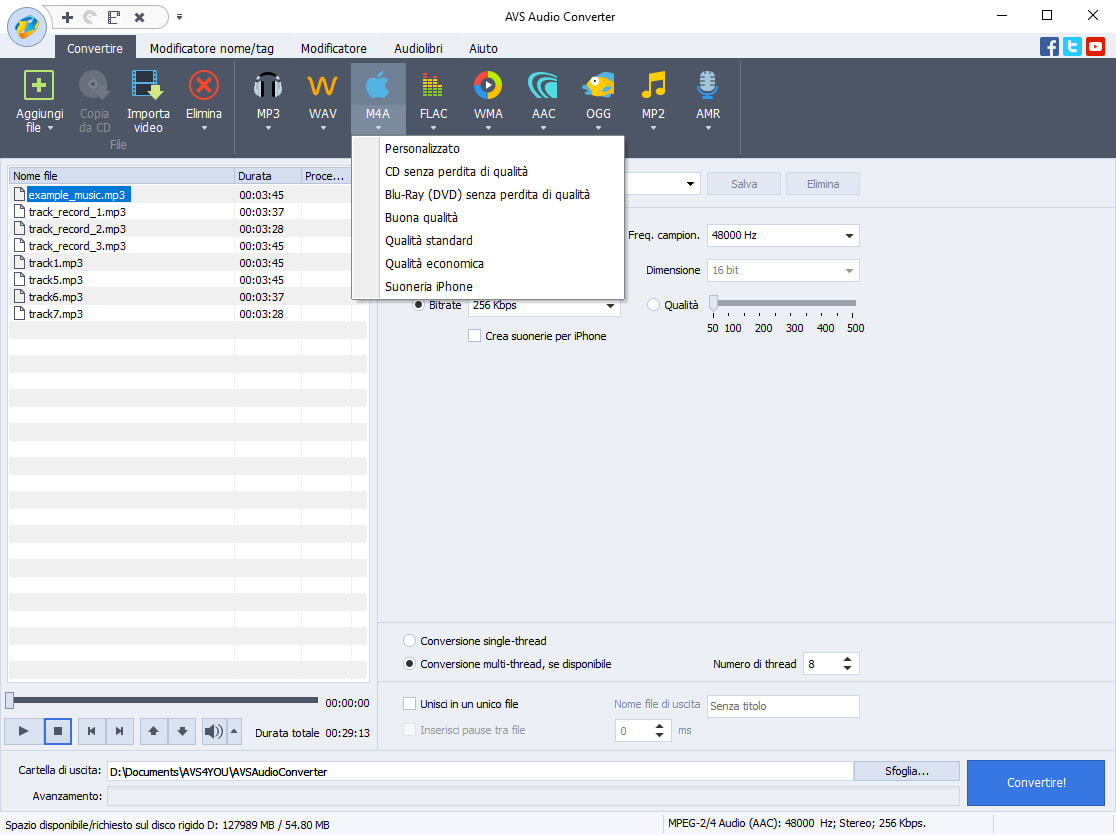 AVS Audio Converter
Convertire Modificatore nome/tag Modificatore Audiolibri Aiuto
Aggiungi file Copia da CD Importa video Elimina
MP3 WAV M4A FLAC WMA AAC OGG MP2 AMR
File
Personalizzato
CD senza perdita di qualità
Blu-Ray (DVD) senza perdita di qualità
Buona qualità
Qualità standard
Qualità economica
Suoneria iPhone
Nome file Durata Proce...
example_music.mp3 00:03:45
track_record_1.mp3 00:03:37
track_record_2.mp3 00:03:28
track_record_3.mp3 00:03:45
track1.mp3 00:03:45
track5.mp3 00:03:45
track6.mp3 00:03:37
track7.mp3 00:03:28
Salva Elimina
Freq. campion. 48000 Hz
Dimensione 16 bit
Bitrate 256 Kbps Qualità
50 100 200 300 400 500
Crea suonerie per iPhone
Conversione single-thread
Conversione multi-thread, se disponibile Numero di thread 8
00:00:00
Unisci in un unico file Nome file di uscita Senza titolo
Inserisci pause tra file 0 ms
Durata totale 00:29:13
Cartella di uscita: D:\Documents\AVS4YOU\AVSAudioConverter Sfoglia...
Avanzamento:
Convertire!
Spazio disponibile/richiesto sul disco rigido D: 127989 MB / 54.80 MB
MPEG-2/4 Audio (AAC): 48000 Hz; Stereo; 256 Kbps.